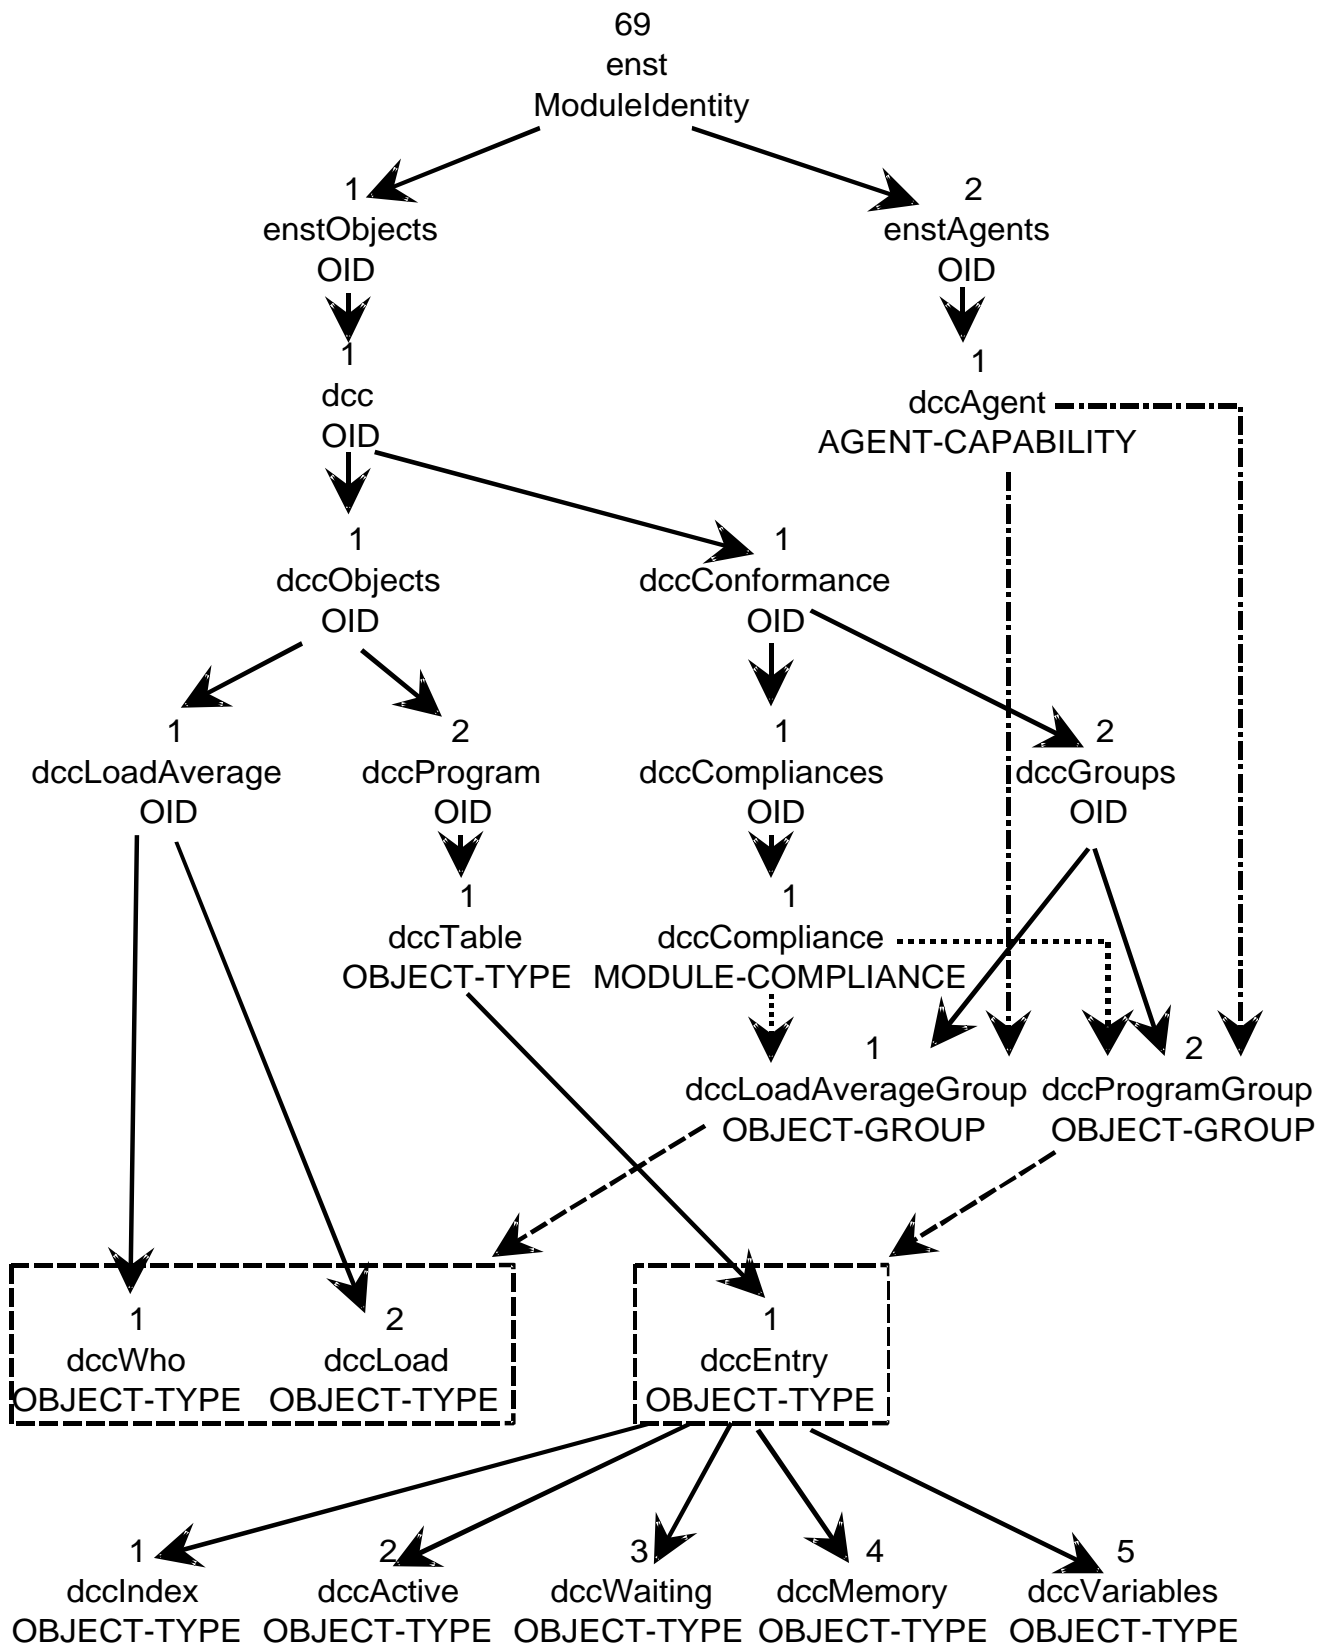 69
enst
ModuleIdentity
1
enstObjects
OID
2
enstAgents
OID
1
dcc
OID
1
dccAgent
AGENT-CAPABILITY
1
dccObjects
OID
1
dccConformance
OID
1
dccLoadAverage
OID
2
dccProgram
OID
1
dccCompliances
OID
2
dccGroups
OID
1
dccTable
OBJECT-TYPE
1
dccCompliance
MODULE-COMPLIANCE
1
dccLoadAverageGroup
OBJECT-GROUP
2
dccProgramGroup
OBJECT-GROUP
1
dccWho
OBJECT-TYPE
2
dccLoad
OBJECT-TYPE
1
dccEntry
OBJECT-TYPE
1
dccIndex
OBJECT-TYPE
2
dccActive
OBJECT-TYPE
3
dccWaiting
OBJECT-TYPE
4
dccMemory
OBJECT-TYPE
5
dccVariables
OBJECT-TYPE